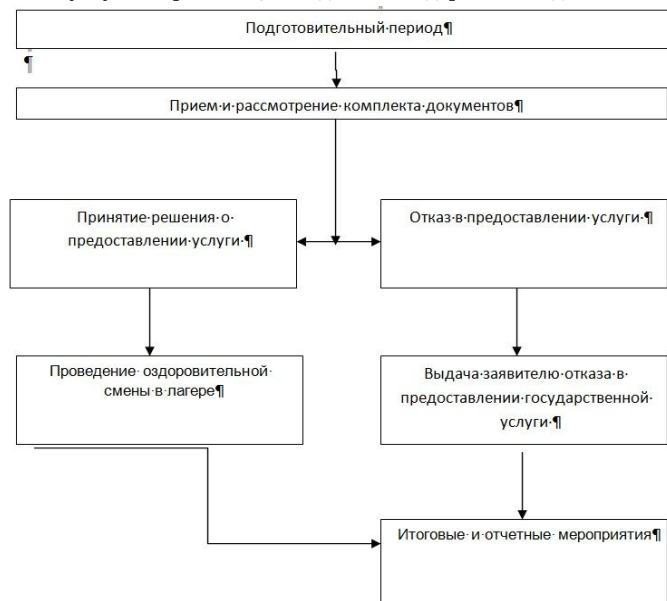 Подготовительный·период¶
¶
Прием·и·рассмотрение·комплекта·документов¶
Принятие·решения·о·
предоставлении·услуги·¶
Отказ·в·предоставлении·услуги·¶
Проведение·оздоровительной·
смены·в·лагере¶
Выдача·заявителю·отказа·в·
предоставлении·государственной·
услуги·¶
Итоговые·и·отчетные·мероприятия¶